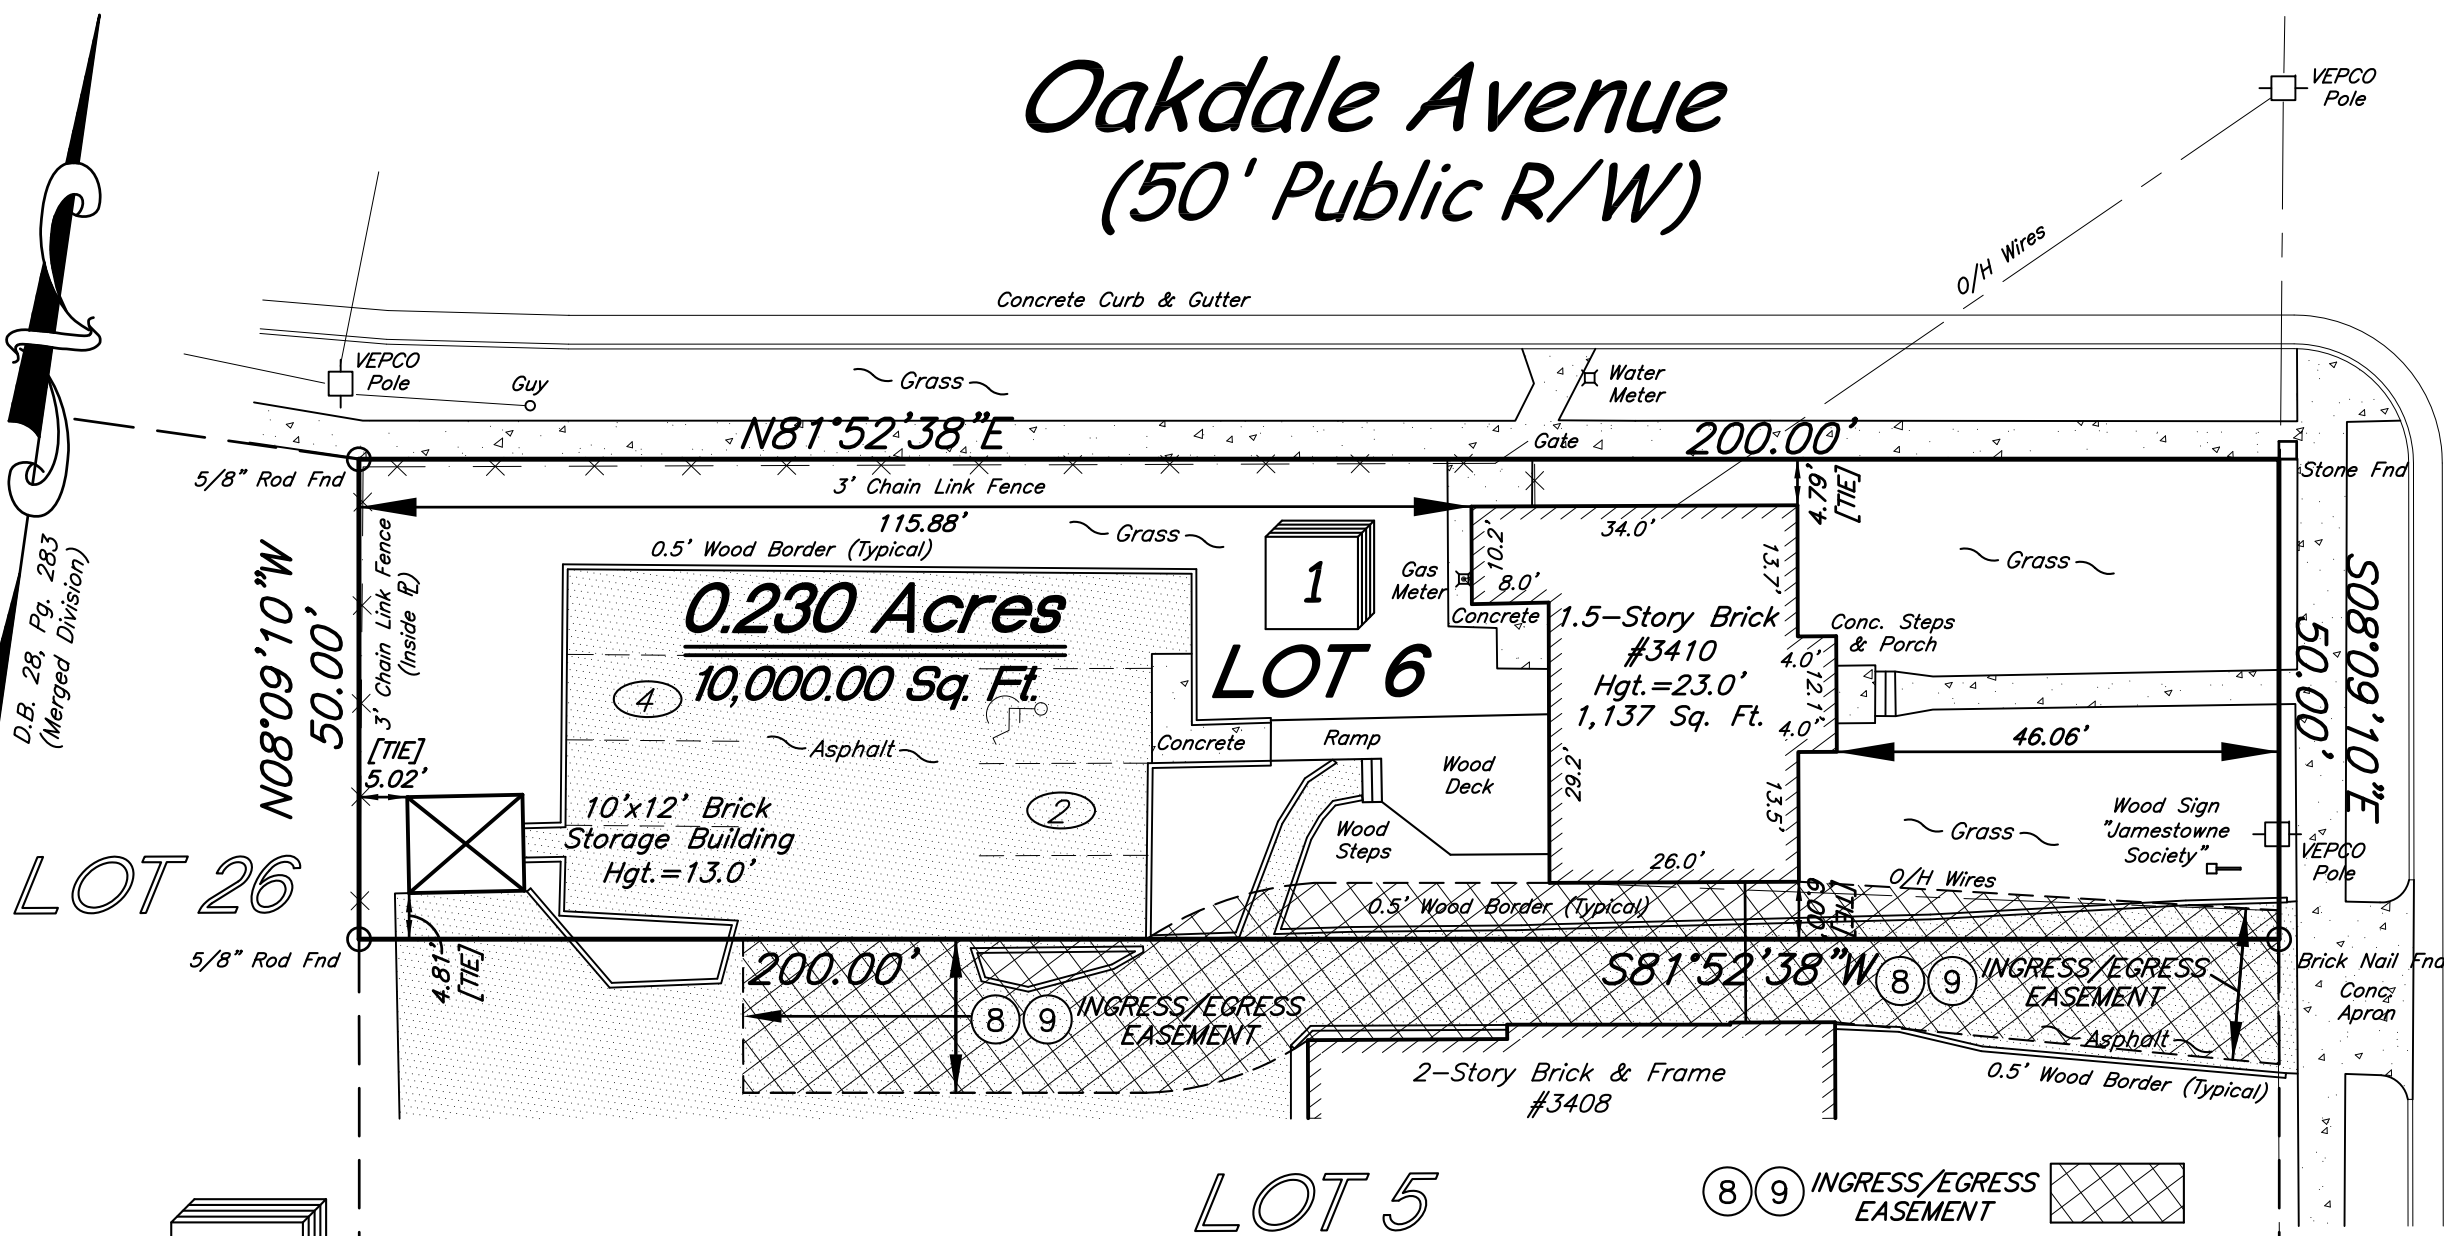 Oakdale Avenue
(50' Public R/W)
VEPCO
Pole
O/H Wires
Concrete Curb & Gutter
VEPCO
Pole
Guy
Grass
Water
Meter
N81°52'38"E
Gate
200.00'
5/8" Rod Fnd
Stone Fnd
3' Chain Link Fence
115.88'
4.79'
[TIE]
0.5' Wood Border (Typical)
Grass
34.0'
10.2'
13.7'
Grass
D.B. 28, Pg. 283
(Merged Division)
N08°09'10"W
50.00'
3' Chain Link Fence
(Inside PL)
0.230 Acres
10,000.00 Sq. Ft.
1
LOT 6
Gas
Meter
8.0'
Concrete
1.5-Story Brick
#3410
Hgt.=23.0'
1,137 Sq. Ft.
Conc. Steps
& Porch
4.0'
12.1'
4.0'
S08°09'10"E
50.00'
4
Asphalt
Concrete
Ramp
Wood
Deck
29.2'
13.5'
46.06'
[TIE]
5.02'
10'x12' Brick
Storage Building
Hgt.=13.0'
2
Wood
Steps
26.0'
Grass
Wood Sign
"Jamestowne
Society"
VEPCO
Pole
LOT 26
O/H Wires
0.5' Wood Border (Typical)
6.00'
[TIE]
5/8" Rod Fnd
4.81'
[TIE]
200.00'
S81°52'38"W
8 9 INGRESS/EGRESS
EASEMENT
Brick Nail Fnd
Conc.
Apron
8 9 INGRESS/EGRESS
EASEMENT
Asphalt
2-Story Brick & Frame
#3408
0.5' Wood Border (Typical)
LOT 5
8 9 INGRESS/EGRESS
EASEMENT